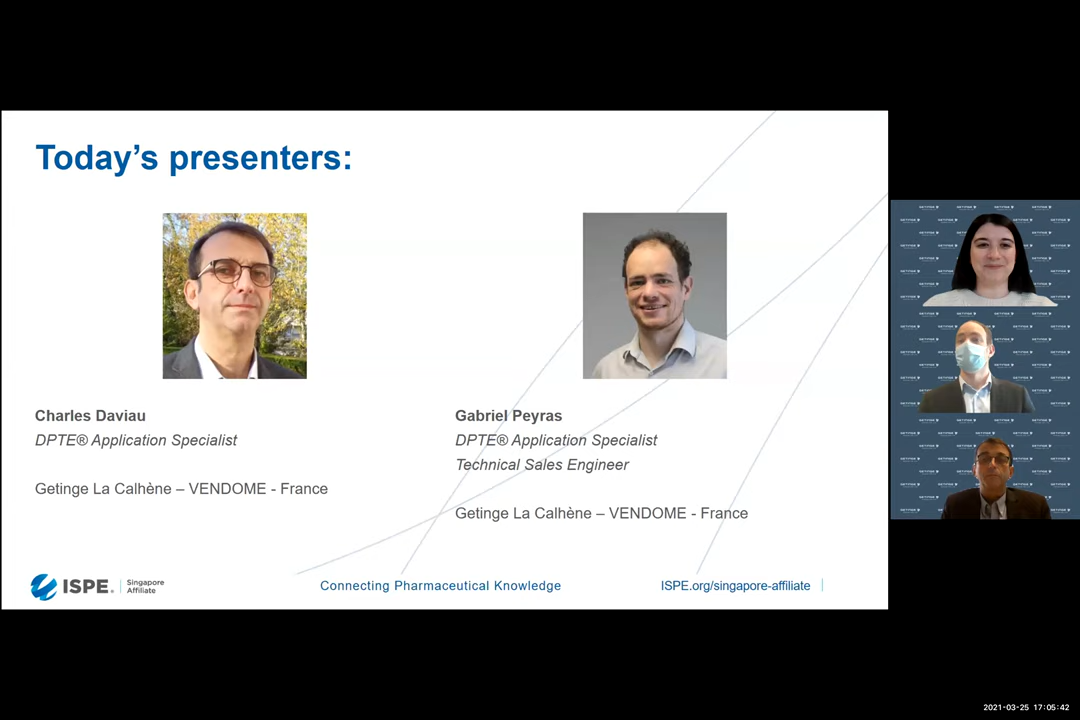 Today's presenters:
Charles Daviau
DPTE® Application Specialist
Getinge La Calhène – VENDOME - France
Gabriel Peyras
DPTE® Application Specialist
Technical Sales Engineer
Getinge La Calhène – VENDOME - France
ISPE®
Singapore
Affiliate
Connecting Pharmaceutical Knowledge
ISPE.org/singapore-affiliate
2021-03-25 17:05:42